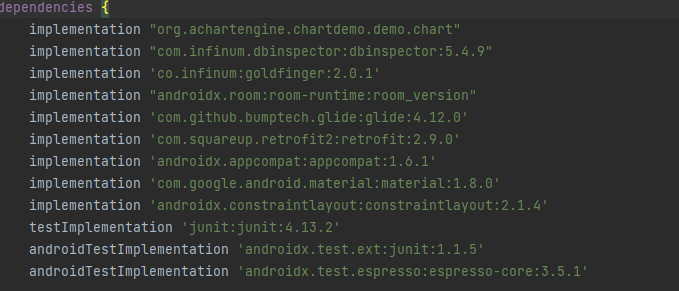 dependencies {
implementation "org.achartengine.chartdemo.demo.chart"
implementation "com.infinum.dbinspector:dbinspector:5.4.9"
implementation 'co.infinum:goldfinger:2.0.1'
implementation "androidx.room:room-runtime:room_version"
implementation 'com.github.bumptech.glide:glide:4.12.0'
implementation 'com.squareup.retrofit2:retrofit:2.9.0'
implementation 'androidx.appcompat:appcompat:1.6.1'
implementation 'com.google.android.material:material:1.8.0'
implementation 'androidx.constraintlayout:constraintlayout:2.1.4'
testImplementation 'junit:junit:4.13.2'
androidTestImplementation 'androidx.test.ext:junit:1.1.5'
androidTestImplementation 'androidx.test.espresso:espresso-core:3.5.1'